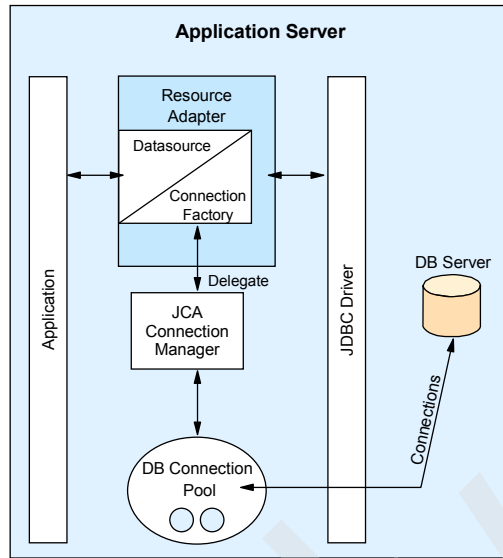 Application Server
Resource
Adapter
Datasource
Connection
Factory
Delegate
DB Server
JCA
Connection
Manager
Application
JDBC Driver
Connections
DB Connection
Pool